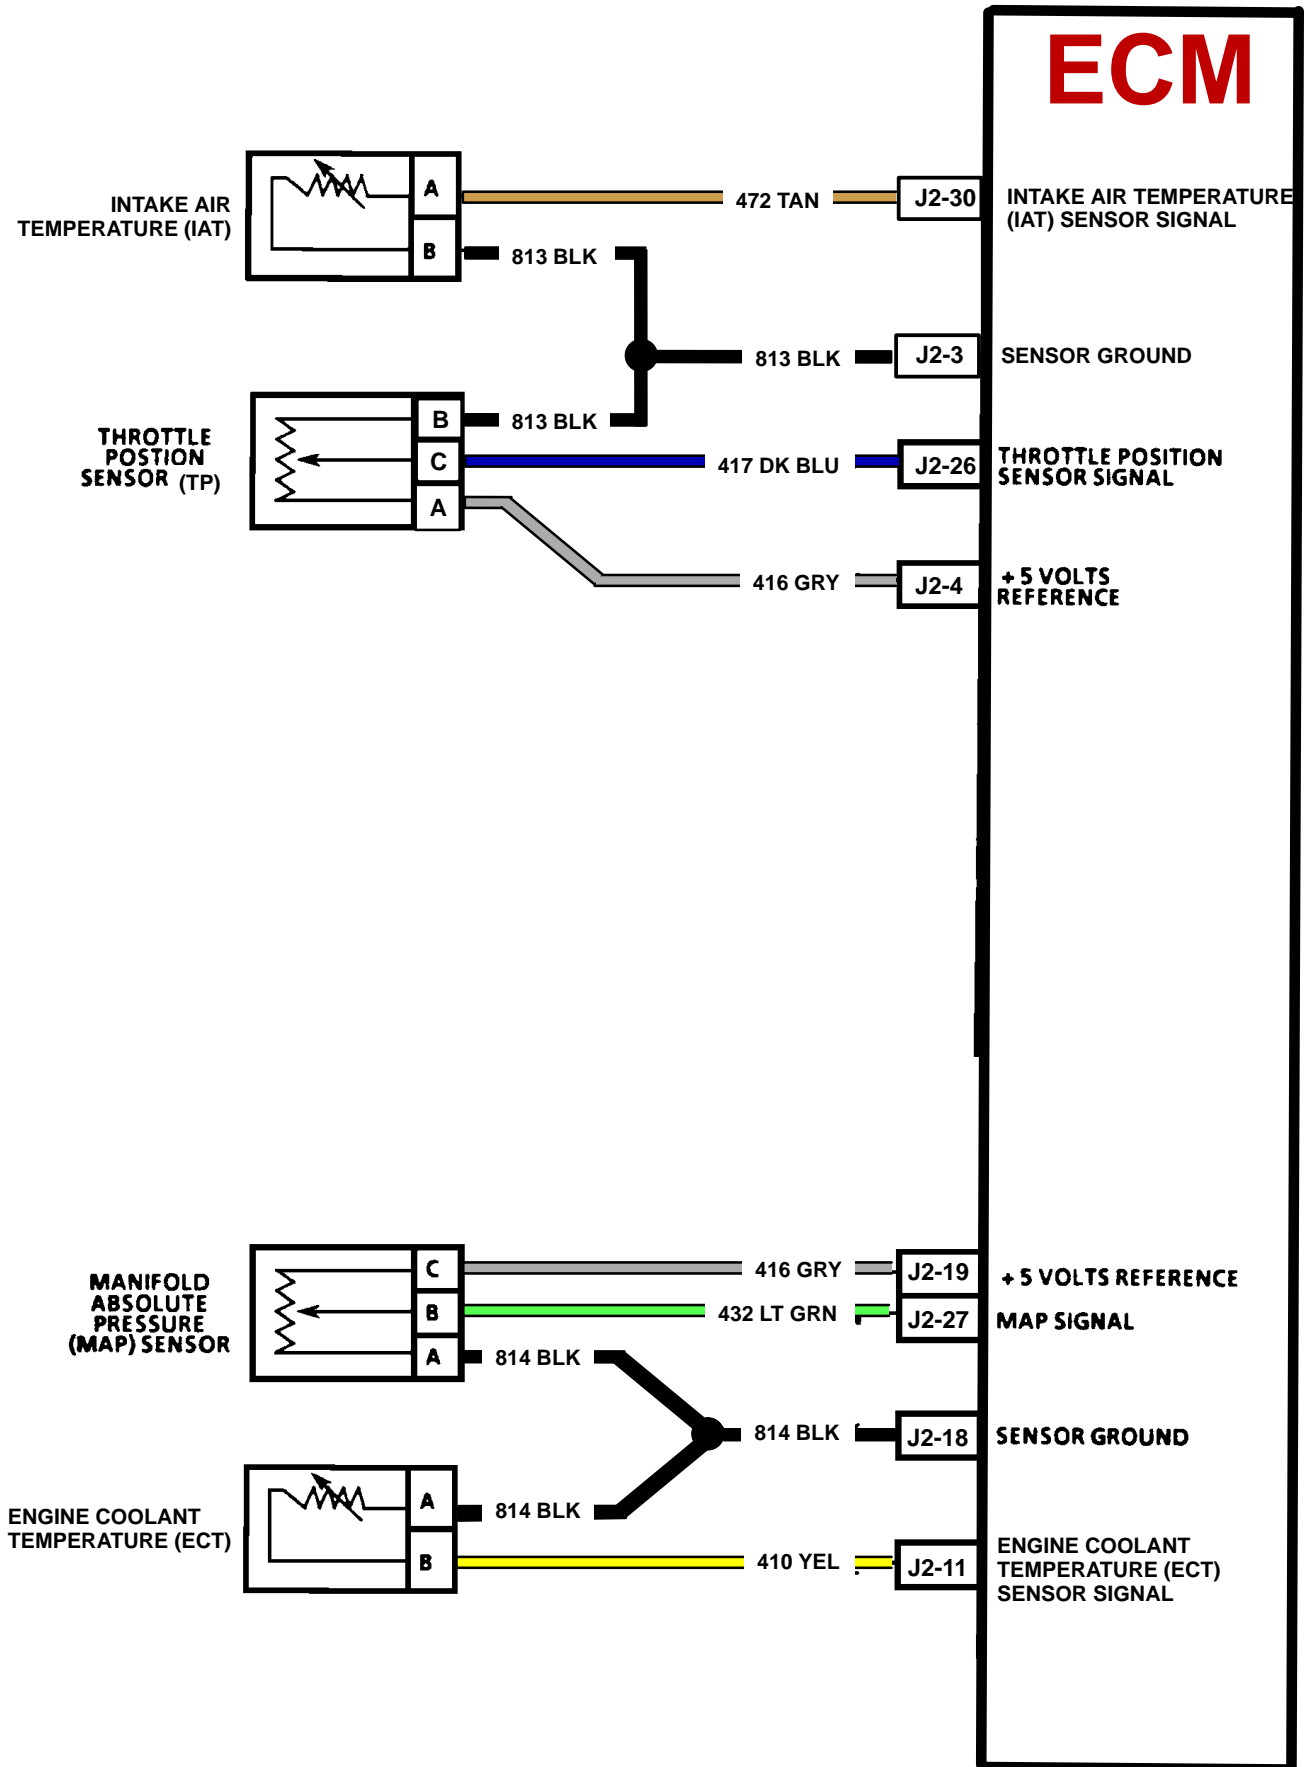 ECM
INTAKE AIR
TEMPERATURE (IAT)
A
B
472 TAN
J2-30
INTAKE AIR TEMPERATURE
(IAT) SENSOR SIGNAL
813 BLK
813 BLK
J2-3
SENSOR GROUND
THROTTLE
POSTION
SENSOR (TP)
B
C
A
813 BLK
417 DK BLU
J2-26
THROTTLE POSITION
SENSOR SIGNAL
416 GRY
J2-4
+ 5 VOLTS
REFERENCE
MANIFOLD
ABSOLUTE
PRESSURE
(MAP) SENSOR
C
B
A
416 GRY
J2-19
+ 5 VOLTS REFERENCE
432 LT GRN
J2-27
MAP SIGNAL
814 BLK
814 BLK
J2-18
SENSOR GROUND
ENGINE COOLANT
TEMPERATURE (ECT)
A
B
814 BLK
410 YEL
J2-11
ENGINE COOLANT
TEMPERATURE (ECT)
SENSOR SIGNAL